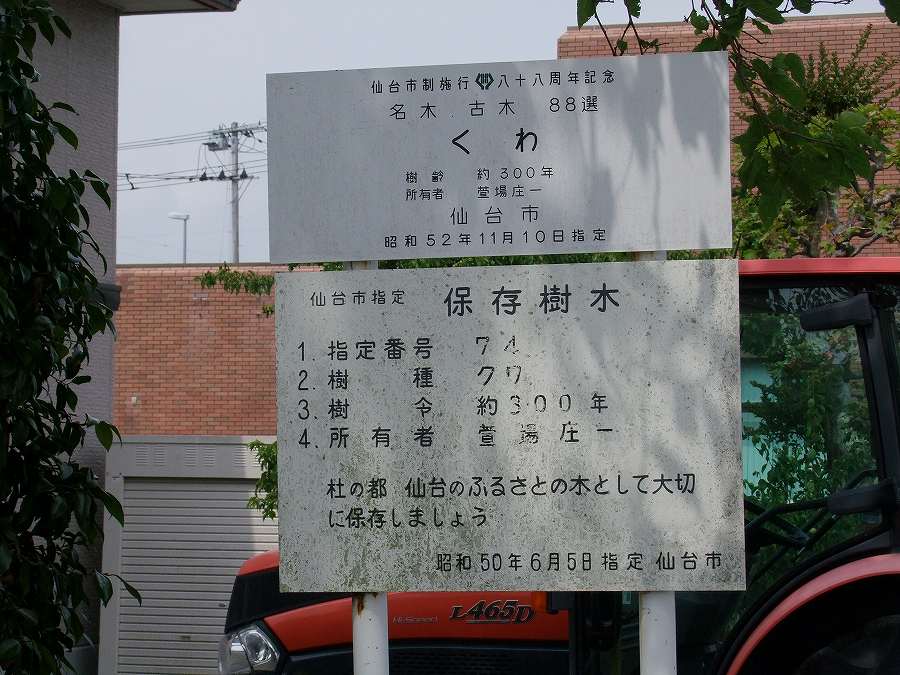 仙台市制施行 八十八周年記念
名木 古木 88選
くわ
樹齢 約300年
所有者 萱場庄一
仙台市
昭和52年11月10日指定
仙台市指定 保存樹木
1. 指定番号
2. 樹種 クワ
3. 樹令 約300年
4. 所有者 萱場庄一
杜の都 仙台のふるさとの木として大切
に保存しましょう
昭和50年6月5日指定 仙台市
Hi-Speed L465D